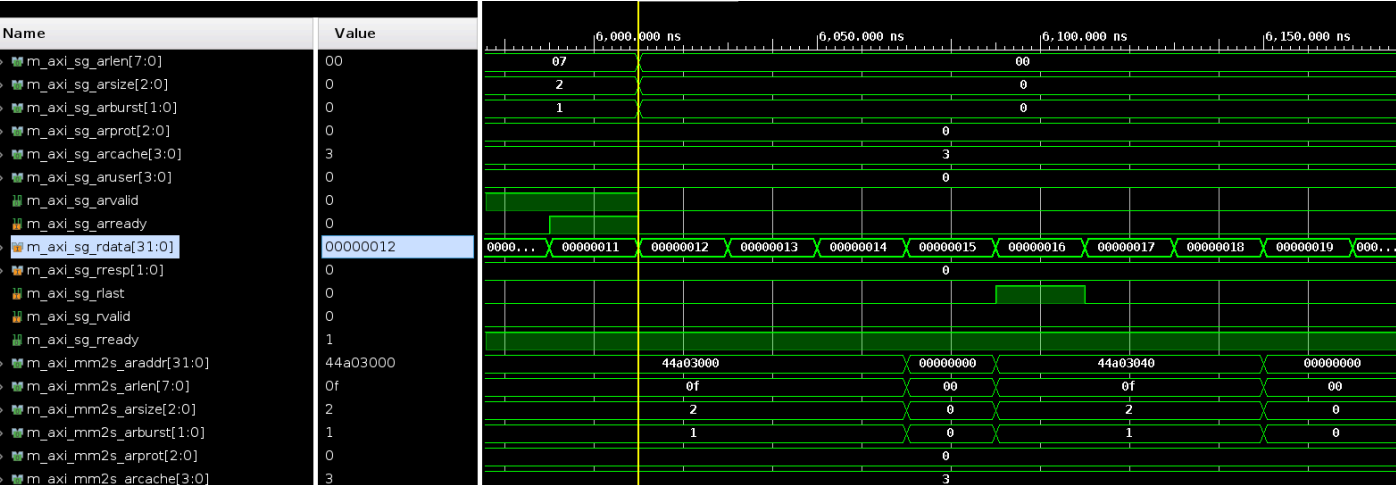 Name Value 6,000.000 ns 6,050.000 ns 6,100.000 ns 6,150.000 ns
m_axi_sg_arlen[7:0] 00 07 00
m_axi_sg_arsize[2:0] 0 2 0
m_axi_sg_arburst[1:0] 0 1 0
m_axi_sg_arprot[2:0] 0 0
m_axi_sg_arcache[3:0] 3 3
m_axi_sg_aruser[3:0] 0 0
m_axi_sg_arvalid 0
m_axi_sg_arready 0
m_axi_sg_rdata[31:0] 00000012 0000... 00000011 00000012 00000013 00000014 00000015 00000016 00000017 00000018 00000019 000...
m_axi_sg_rresp[1:0] 0 0
m_axi_sg_rlast 0
m_axi_sg_rvalid 0
m_axi_sg_rready 1
m_axi_mm2s_araddr[31:0] 44a03000 44a03000 00000000 44a03040 00000000
m_axi_mm2s_arlen[7:0] 0f 0f 00 0f 00
m_axi_mm2s_arsize[2:0] 2 2 0 2 0
m_axi_mm2s_arburst[1:0] 1 1 0 1 0
m_axi_mm2s_arprot[2:0] 0 0
m_axi_mm2s_arcache[3:0] 3 3